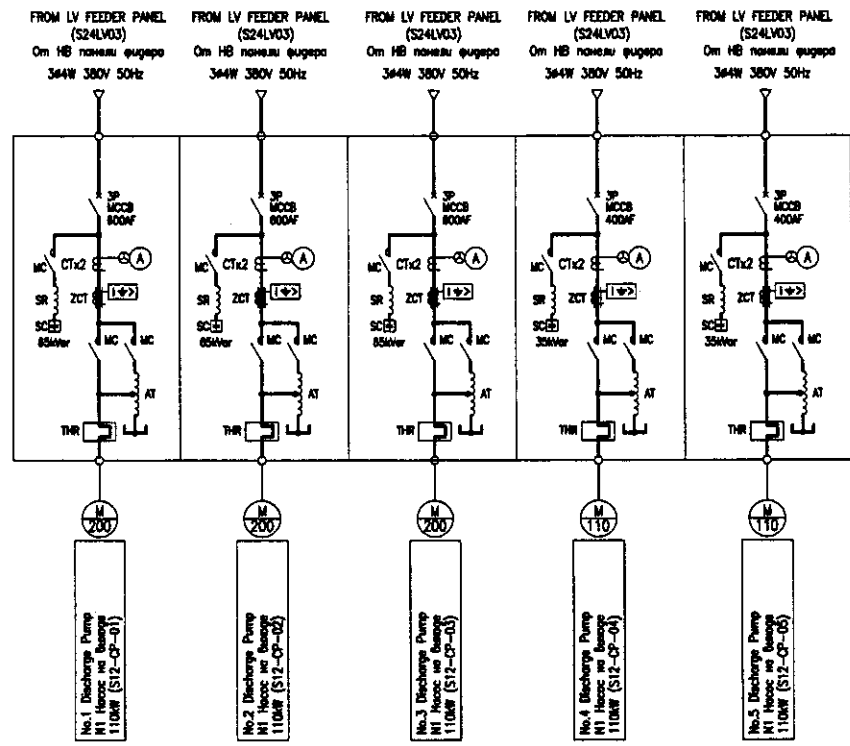 FROM LV FEEDER PANEL
(S24LV03)
От НВ панели фидера
3ø4W 380V 50Hz
FROM LV FEEDER PANEL
(S24LV03)
От НВ панели фидера
3ø4W 380V 50Hz
FROM LV FEEDER PANEL
(S24LV03)
От НВ панели фидера
3ø4W 380V 50Hz
FROM LV FEEDER PANEL
(S24LV03)
От НВ панели фидера
3ø4W 380V 50Hz
FROM LV FEEDER PANEL
(S24LV03)
От НВ панели фидера
3ø4W 380V 50Hz
3P
MCCB
600AF
MC
CTx2
A
SR
ZCT
I
SC
65kVar
MC
MC
AT
THR
M
200
No.1 Discharge Pump
N1 Насос на выходе
110kW (S12-CP-01)
3P
MCCB
600AF
MC
CTx2
A
SR
ZCT
I
SC
65kVar
MC
MC
AT
THR
M
200
No.2 Discharge Pump
N1 Насос на выходе
110kW (S12-CP-02)
3P
MCCB
600AF
MC
CTx2
A
SR
ZCT
I
SC
65kVar
MC
MC
AT
THR
M
200
No.3 Discharge Pump
N1 Насос на выходе
110kW (S12-CP-03)
3P
MCCB
400AF
MC
CTx2
A
SR
ZCT
I
SC
35kVar
MC
MC
AT
THR
M
110
No.4 Discharge Pump
N1 Насос на выходе
110kW (S12-CP-04)
3P
MCCB
400AF
MC
CTx2
A
SR
ZCT
I
SC
35kVar
MC
MC
AT
THR
M
110
No.5 Discharge Pump
N1 Насос на выходе
110kW (S12-CP-05)